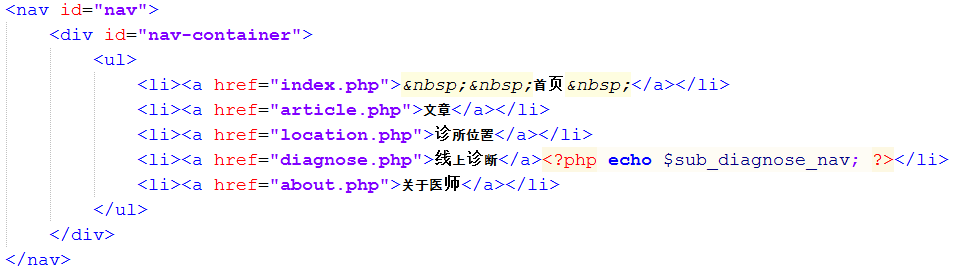 <nav id="nav">
<div id="nav-container">
<ul>
<li><a href="index.php">&nbsp;&nbsp;首页&nbsp;</a></li>
<li><a href="article.php">文章</a></li>
<li><a href="location.php">诊所位置</a></li>
<li><a href="diagnose.php">线上诊断</a><?php echo $sub_diagnose_nav; ?></li>
<li><a href="about.php">关于医师</a></li>
</ul>
</div>
</nav>